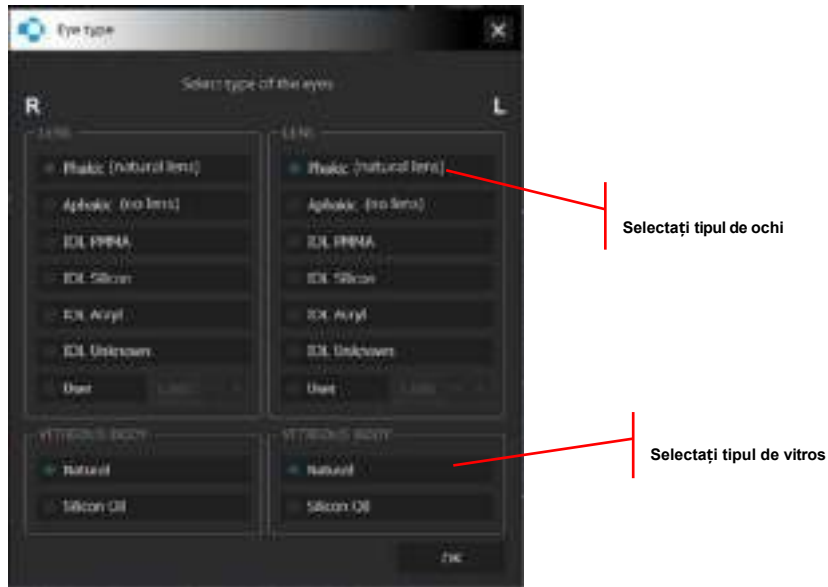 Eye type
Select type of the eyes
R
L
LENS
LENS
Phakic (natural lens)
Phakic (natural lens)
Aphakic (no lens)
Aphakic (no lens)
IOL PMMA
IOL PMMA
IOL Silicon
IOL Silicon
IOL Acryl
IOL Acryl
IOL Unknown
IOL Unknown
User
User
VITREOUS BODY
VITREOUS BODY
Natural
Natural
Silicon Oil
Silicon Oil
Selectați tipul de ochi
Selectați tipul de vitros